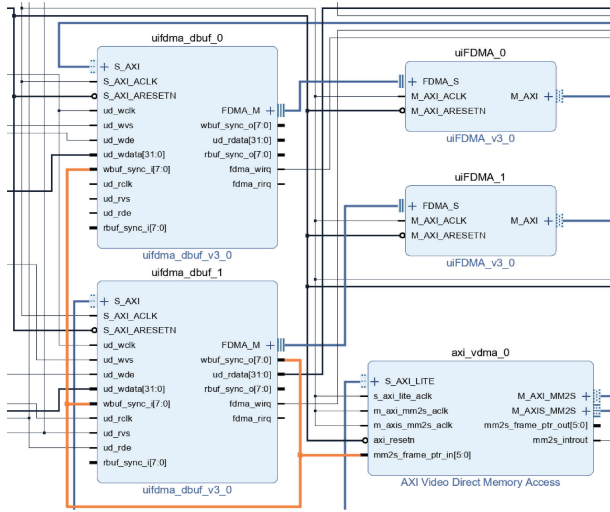 uifdma_dbuf_0
S_AXI
S_AXI_ACLK
S_AXI_ARESETN
ud_wclk
FDMA_M
ud_wvs
wbuf_sync_o[7:0]
ud_wde
ud_rdata[31:0]
ud_wdata[31:0]
rbuf_sync_o[7:0]
wbuf_sync_i[7:0]
fdma_wirq
ud_rclk
fdma_rirq
ud_rvs
ud_rde
rbuf_sync_i[7:0]
uifdma_dbuf_v3_0
uiFDMA_0
FDMA_S
M_AXI_ACLK
M_AXI
M_AXI_ARESETN
uiFDMA_v3_0
uiFDMA_1
FDMA_S
M_AXI_ACLK
M_AXI
M_AXI_ARESETN
uiFDMA_v3_0
uifdma_dbuf_1
S_AXI
S_AXI_ACLK
S_AXI_ARESETN
ud_wclk
FDMA_M
ud_wvs
wbuf_sync_o[7:0]
ud_wde
ud_rdata[31:0]
ud_wdata[31:0]
rbuf_sync_o[7:0]
wbuf_sync_i[7:0]
fdma_wirq
ud_rclk
fdma_rirq
ud_rvs
ud_rde
rbuf_sync_i[7:0]
uifdma_dbuf_v3_0
axi_vdma_0
S_AXI_LITE
s_axi_lite_aclk
M_AXI_MM2S
m_axi_mm2s_aclk
M_AXIS_MM2S
m_axis_mm2s_aclk
mm2s_frame_ptr_out[5:0]
axi_resetn
mm2s_introut
mm2s_frame_ptr_in[5:0]
AXI Video Direct Memory Access